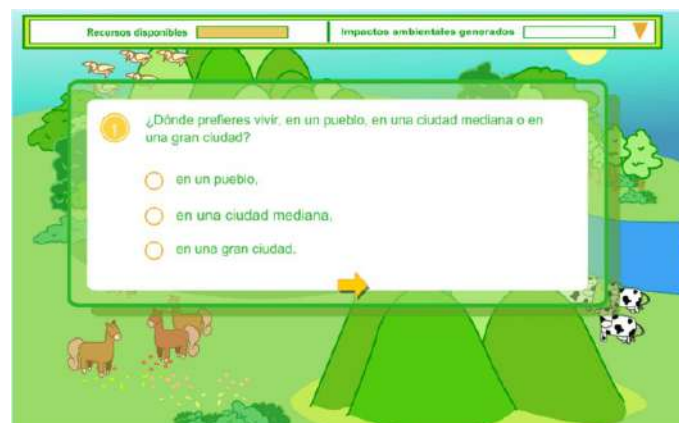 Recursos disponibles
Impactos ambientales generados
1
¿Dónde prefieres vivir, en un pueblo, en una ciudad mediana o en
una gran ciudad?
en un pueblo,
en una ciudad mediana,
en una gran ciudad.